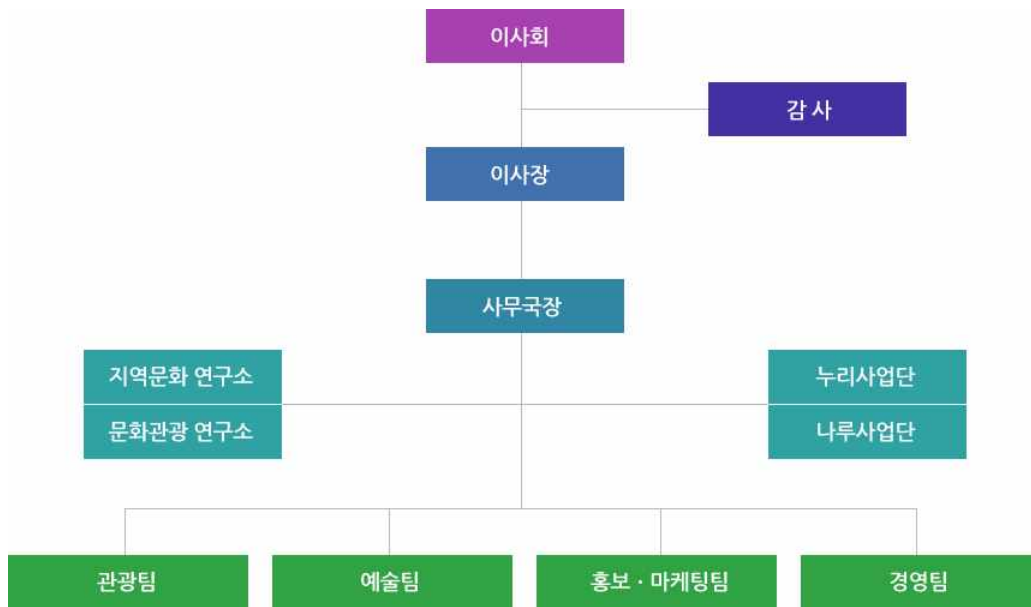 이사회
감 사
이사장
사무국장
지역문화 연구소
누리사업단
문화관광 연구소
나루사업단
관광팀
예술팀
홍보 · 마케팅팀
경영팀